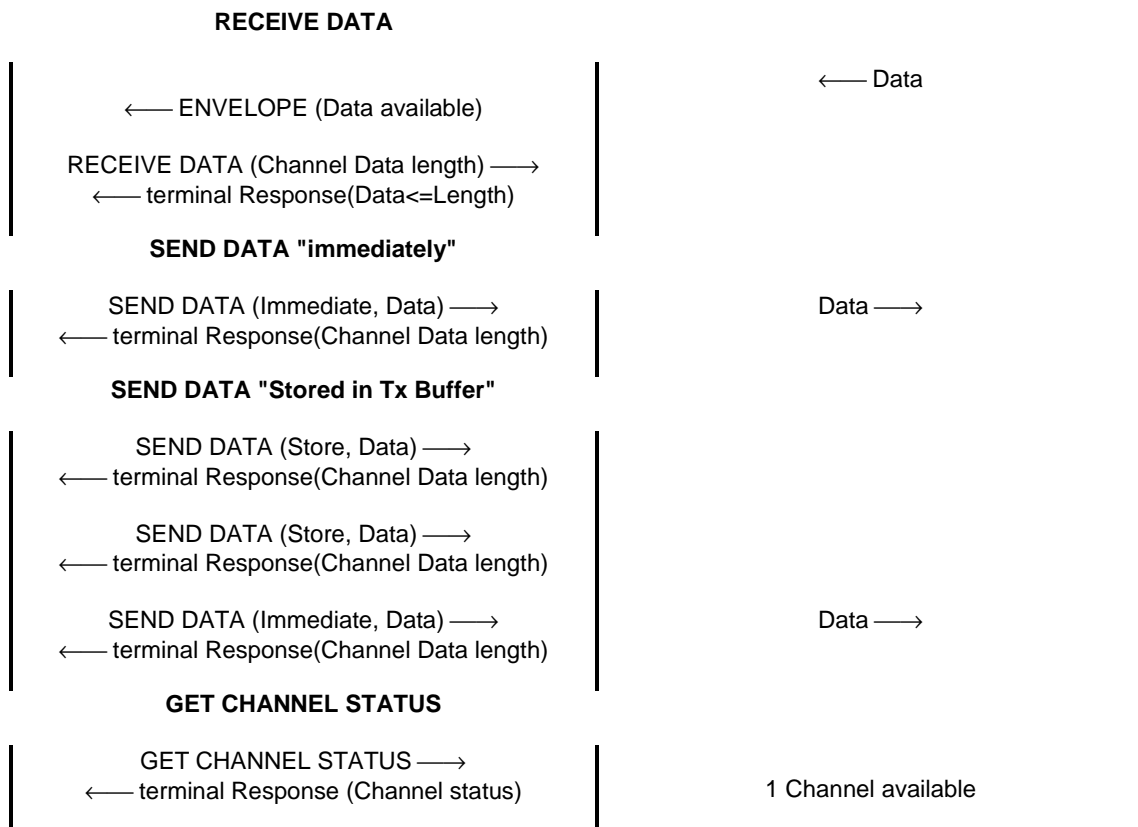 RECEIVE DATA
⟵ Data
⟵ ENVELOPE (Data available)
RECEIVE DATA (Channel Data length) ⟶
⟵ terminal Response(Data<=Length)
SEND DATA "immediately"
SEND DATA (Immediate, Data) ⟶ Data ⟶
⟵ terminal Response(Channel Data length)
SEND DATA "Stored in Tx Buffer"
SEND DATA (Store, Data) ⟶
⟵ terminal Response(Channel Data length)
SEND DATA (Store, Data) ⟶
⟵ terminal Response(Channel Data length)
SEND DATA (Immediate, Data) ⟶ Data ⟶
⟵ terminal Response(Channel Data length)
GET CHANNEL STATUS
GET CHANNEL STATUS ⟶
⟵ terminal Response (Channel status) 1 Channel available